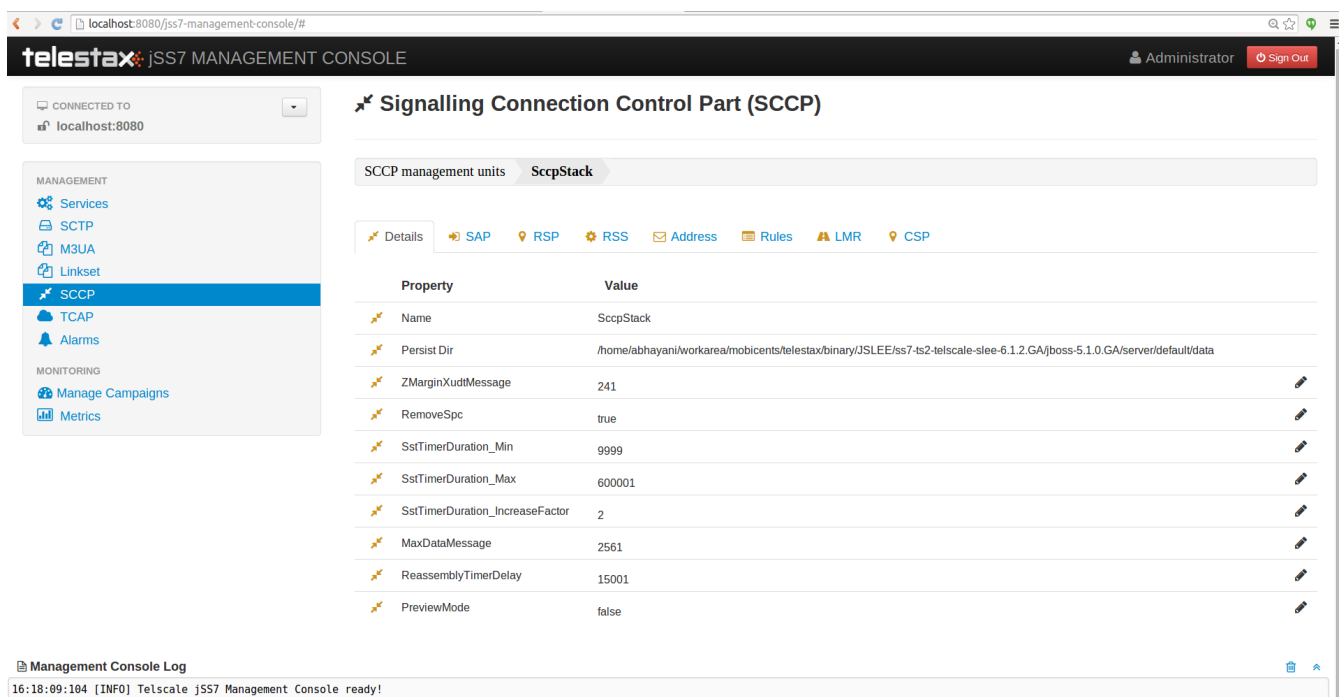 localhost:8080/jss7-management-console/#
telestax jSS7 MANAGEMENT CONSOLE
Administrator
Sign Out
CONNECTED TO
localhost:8080
MANAGEMENT
Services
SCTP
M3UA
Linkset
SCCP
TCAP
Alarms
MONITORING
Manage Campaigns
Metrics
Signalling Connection Control Part (SCCP)
SCCP management units SccpStack
Details SAP RSP RSS Address Rules LMR CSP
Property Value
Name SccpStack
Persist Dir /home/abhayani/workarea/mobicents/telestax/binary/JSLEE/ss7-ts2-telscale-slee-6.1.2.GA/jboss-5.1.0.GA/server/default/data
ZMarginXudtMessage 241
RemoveSpc true
SstTimerDuration_Min 9999
SstTimerDuration_Max 600001
SstTimerDuration_IncreaseFactor 2
MaxDataMessage 2561
ReassemblyTimerDelay 15001
PreviewMode false
Management Console Log
16:18:09:104 [INFO] Telscale jSS7 Management Console ready!